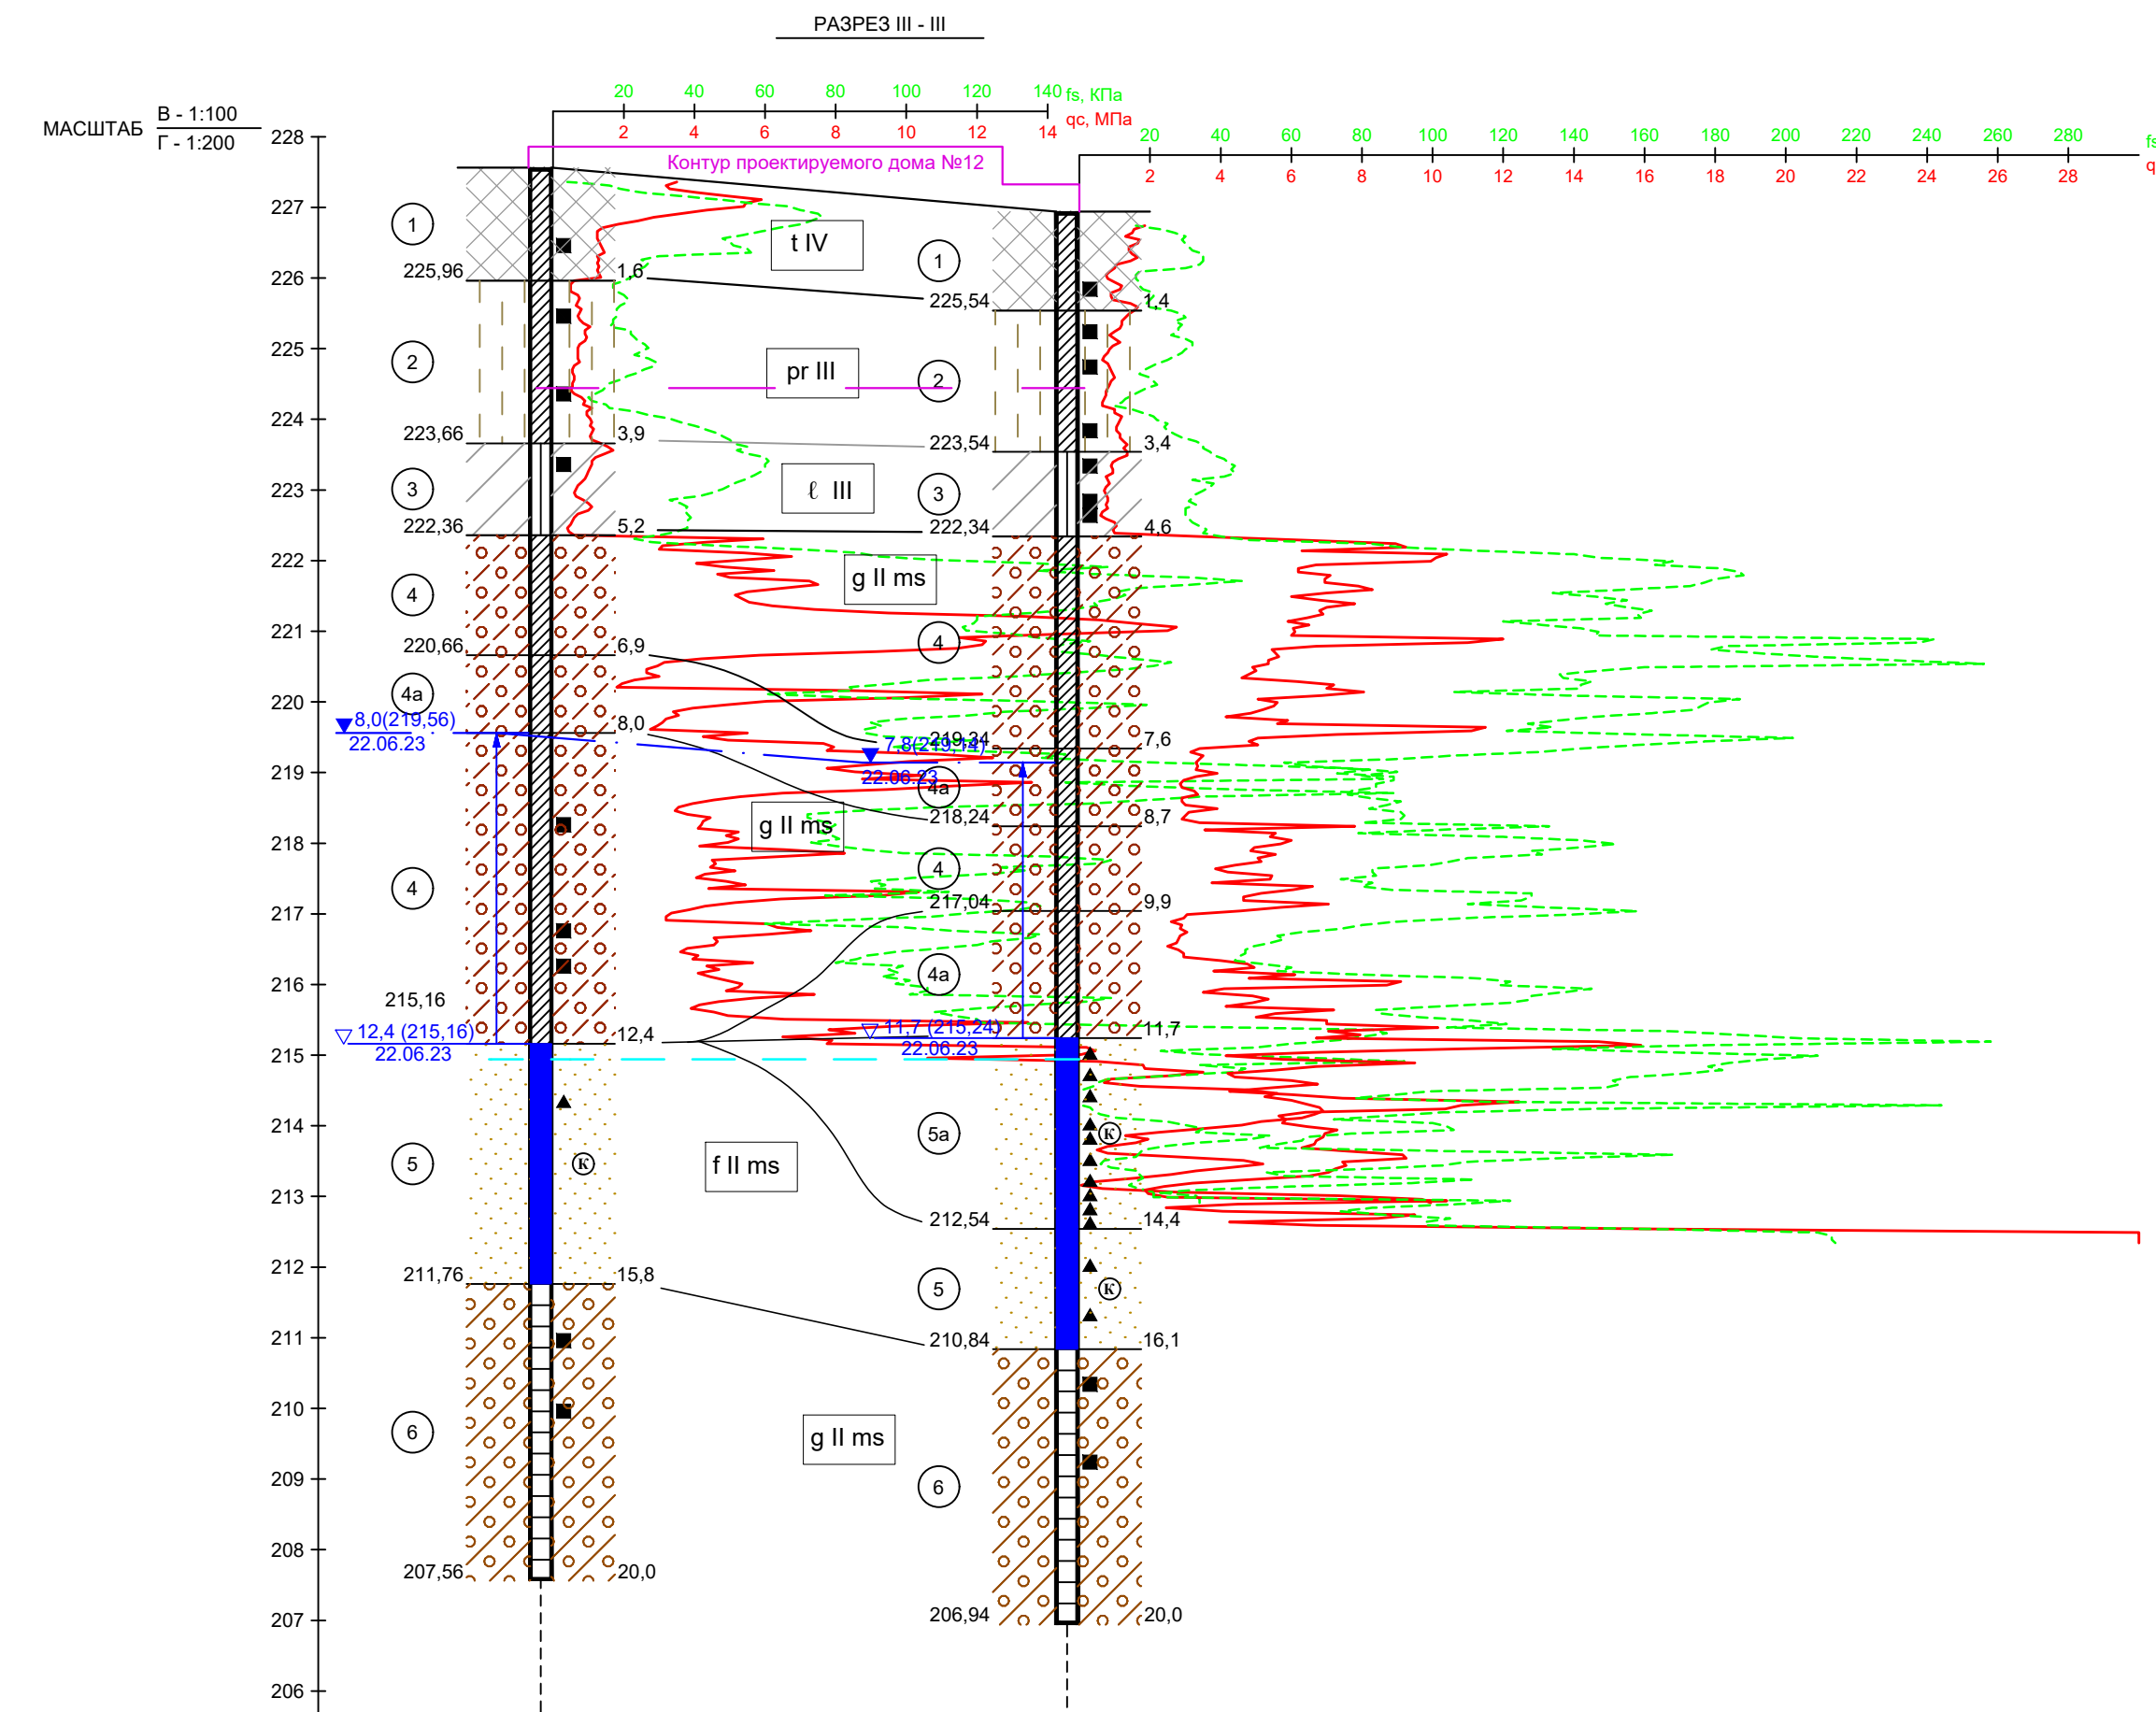 РАЗРЕЗ III - III
МАСШТАБ В - 1:100
Г - 1:200
20 40 60 80 100 120 140 fs, КПа
2 4 6 8 10 12 14 qc, МПа
20 40 60 80 100 120 140 160 180 200 220 240 260 280 fs
2 4 6 8 10 12 14 16 18 20 22 24 26 28 q
Контур проектируемого дома №12
228
227
226
225
224
223
222
221
220
219
218
217
216
215
214
213
212
211
210
209
208
207
206
1
225,96 1,6
2
223,66 3,9
3
222,36 5,2
4
220,66 6,9
4а
8,0(219,56)
22.06.23
8,0
4
215,16
12,4 (215,16)
22.06.23
12,4
5
К
211,76 15,8
6
207,56 20,0
t IV
pr III
ℓ III
g II ms
g II ms
f II ms
g II ms
1
225,54 1,4
2
223,54 3,4
3
222,34 4,6
4
219,34 7,6
7,8(219,14)
22.06.23
4а
218,24 8,7
4
217,04 9,9
4а
11,7 (215,24)
22.06.23
11,7
5а
К
212,54 14,4
5
К
210,84 16,1
6
206,94 20,0